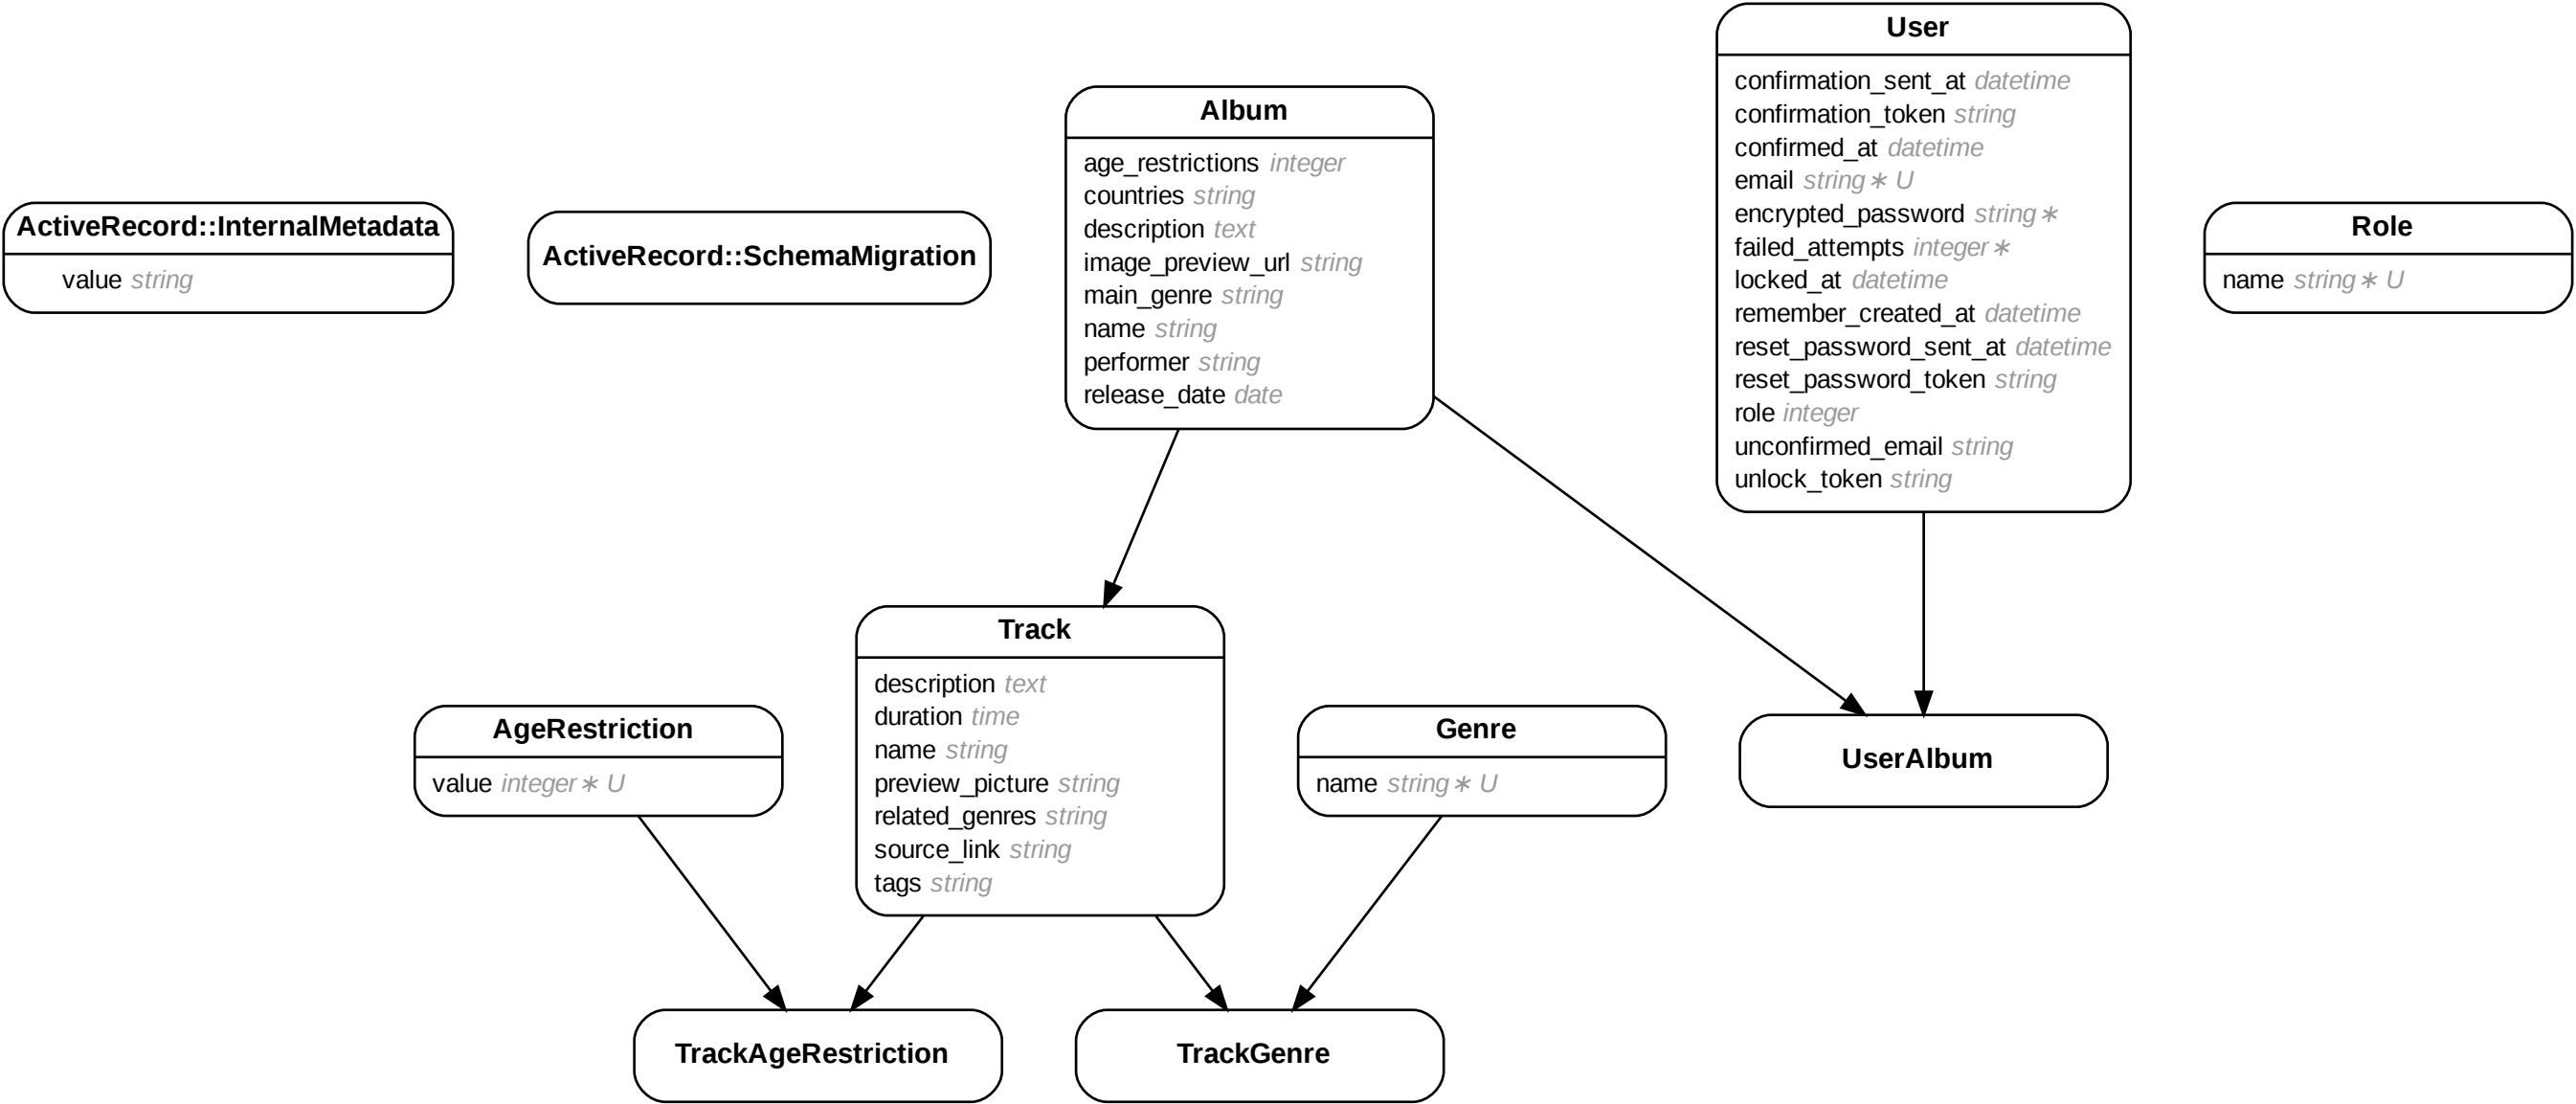 ActiveRecord::InternalMetadata
value string
ActiveRecord::SchemaMigration
Album
age_restrictions integer
countries string
description text
image_preview_url string
main_genre string
name string
performer string
release_date date
User
confirmation_sent_at datetime
confirmation_token string
confirmed_at datetime
email string∗ U
encrypted_password string∗
failed_attempts integer∗
locked_at datetime
remember_created_at datetime
reset_password_sent_at datetime
reset_password_token string
role integer
unconfirmed_email string
unlock_token string
Role
name string∗ U
AgeRestriction
value integer∗ U
Track
description text
duration time
name string
preview_picture string
related_genres string
source_link string
tags string
Genre
name string∗ U
UserAlbum
TrackAgeRestriction
TrackGenre